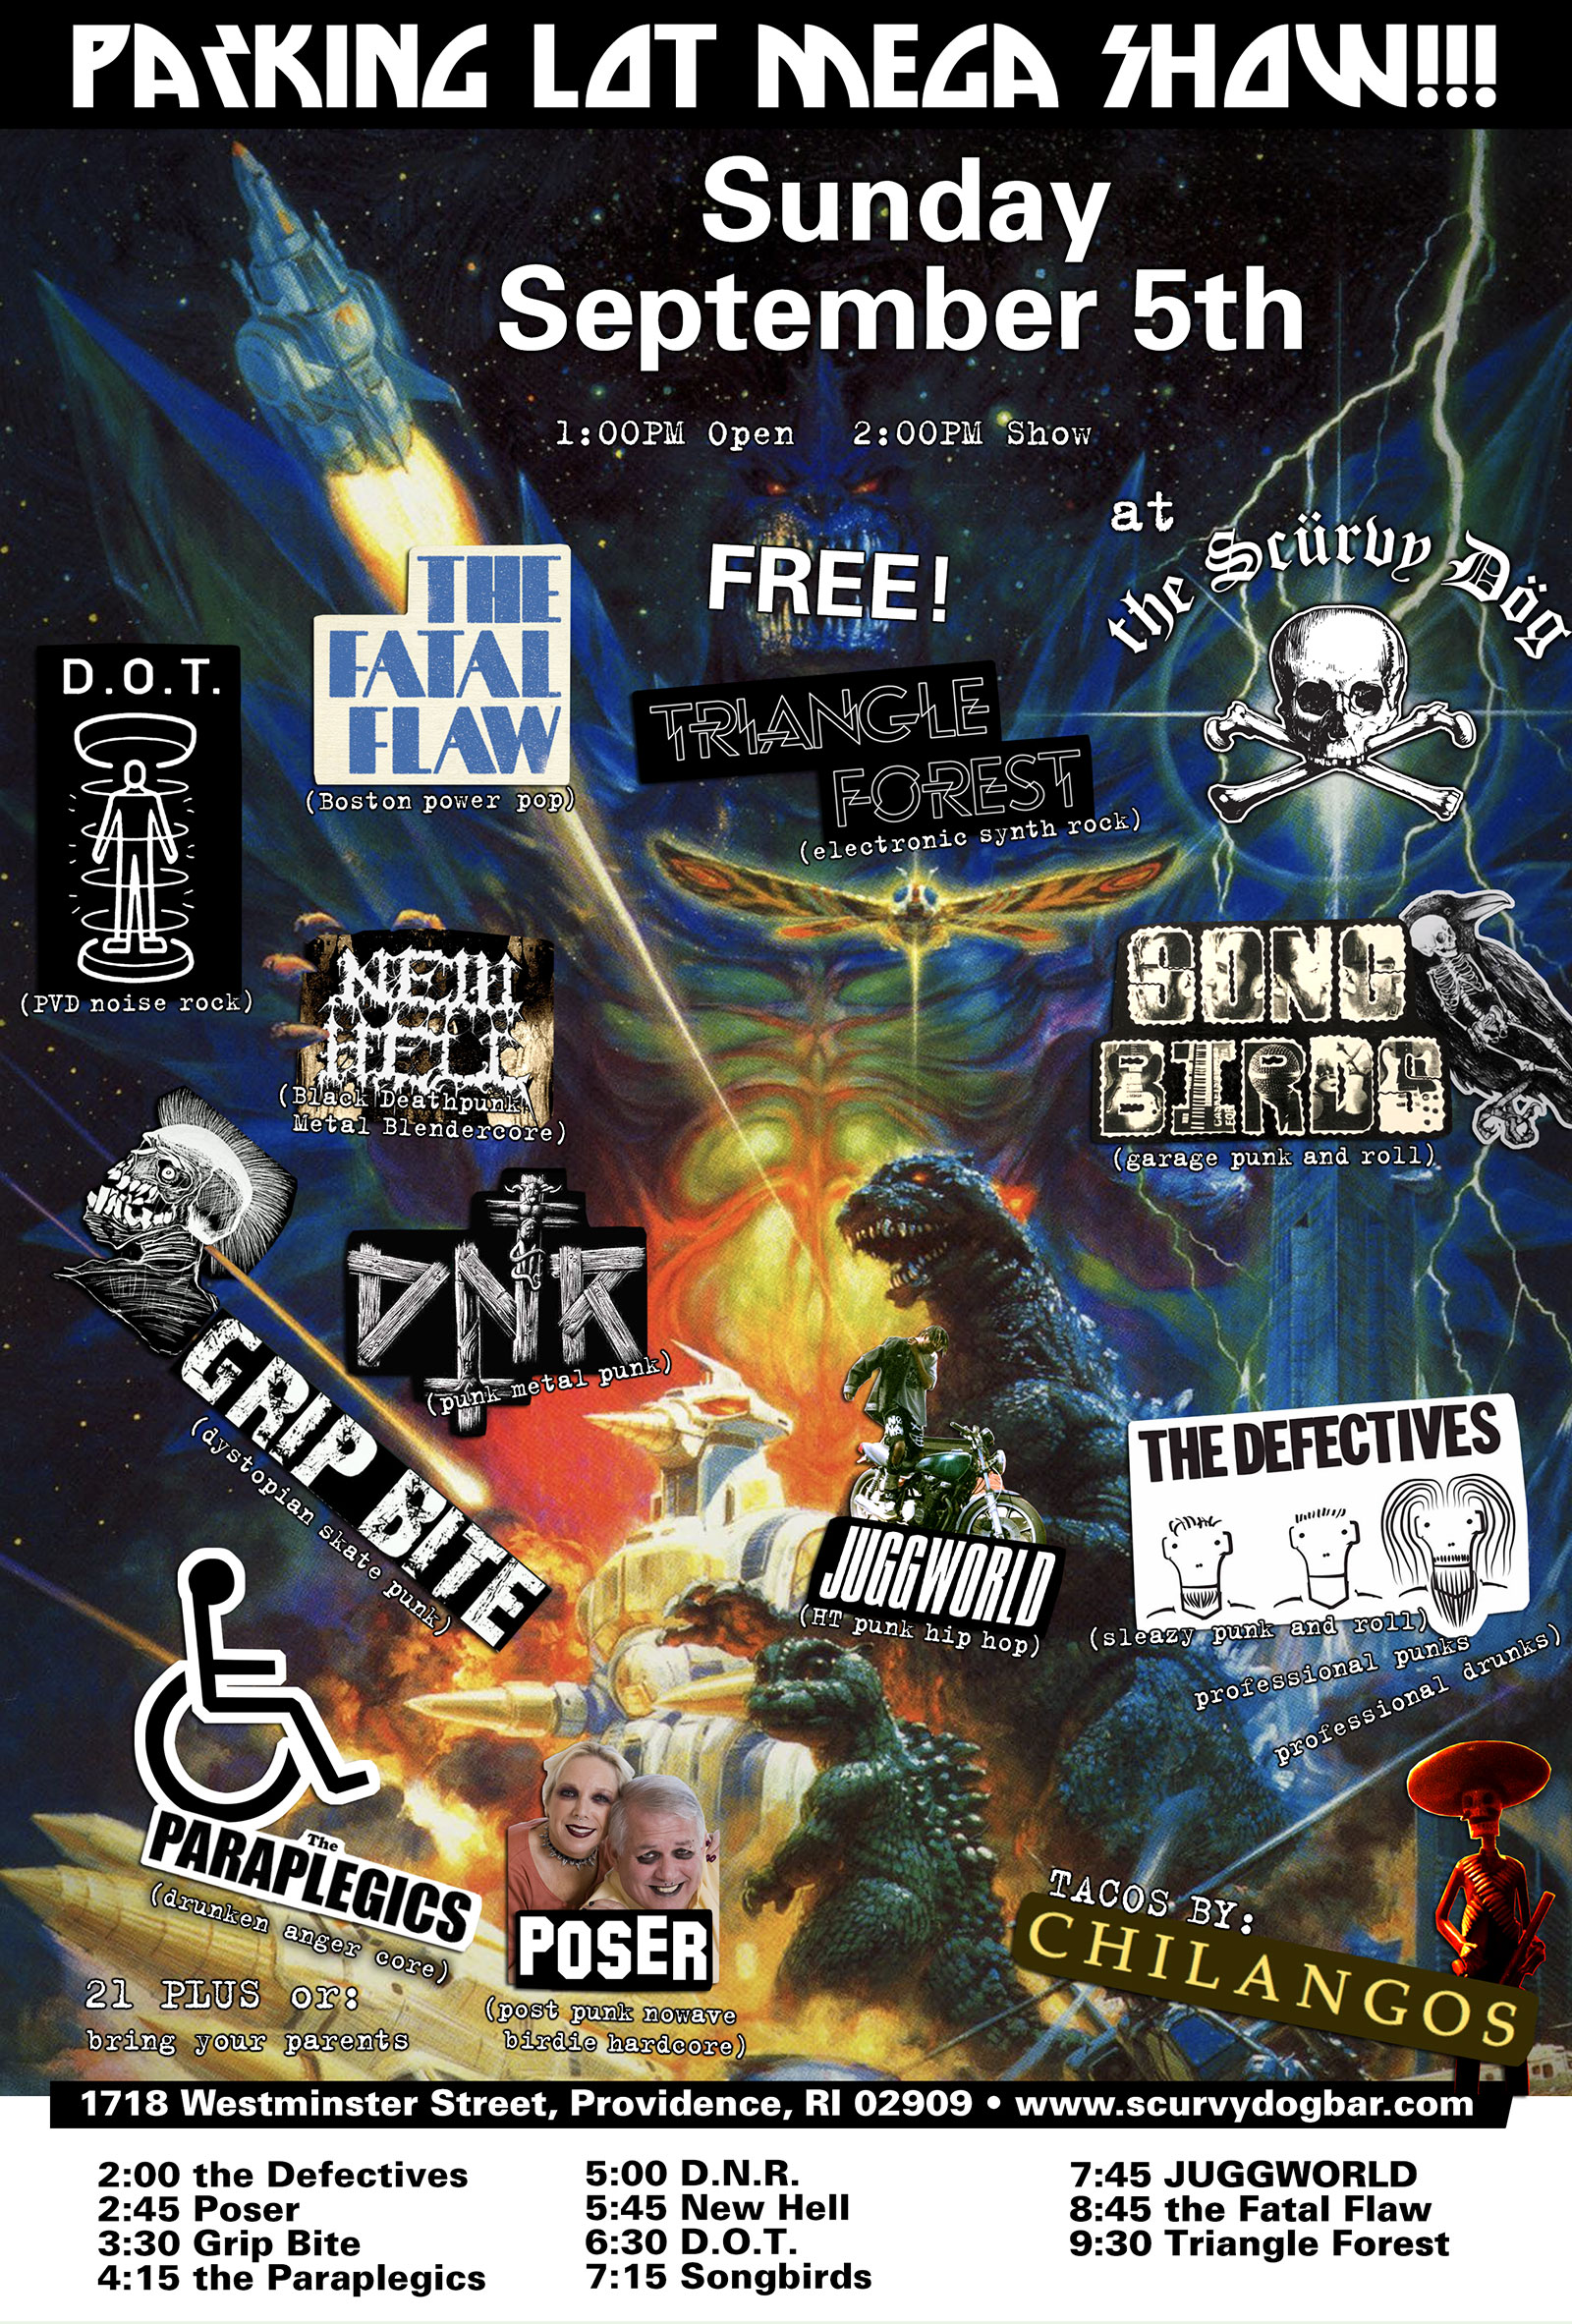 PARKING LOT MEGA SHOW!!!
Sunday
September 5th
1:00PM Open 2:00PM Show
at
the Scürvy Dög
FREE!
THE
FATAL
FLAW
(Boston power pop)
D.O.T.
(PVD noise rock)
TRIANGLE
FOREST
(electronic synth rock)
NEW
HELL
(Black Deathpunk
Metal Blendercore)
SONG
BIRDS
(garage punk and roll)
DNR
(punk metal punk)
GRIP BITE
(dystopian skate punk)
JUGGWORLD
(HT punk hip hop)
THE DEFECTIVES
(sleazy punk and roll)
professional punks
professional drunks)
The
PARAPLEGICS
(drunken anger core)
POSER
(post punk nowave
birdie hardcore)
TACOS BY:
CHILANGOS
21 PLUS or:
bring your parents
1718 Westminster Street, Providence, RI 02909 • www.scurvydogbar.com
2:00 the Defectives
2:45 Poser
3:30 Grip Bite
4:15 the Paraplegics
5:00 D.N.R.
5:45 New Hell
6:30 D.O.T.
7:15 Songbirds
7:45 JUGGWORLD
8:45 the Fatal Flaw
9:30 Triangle Forest